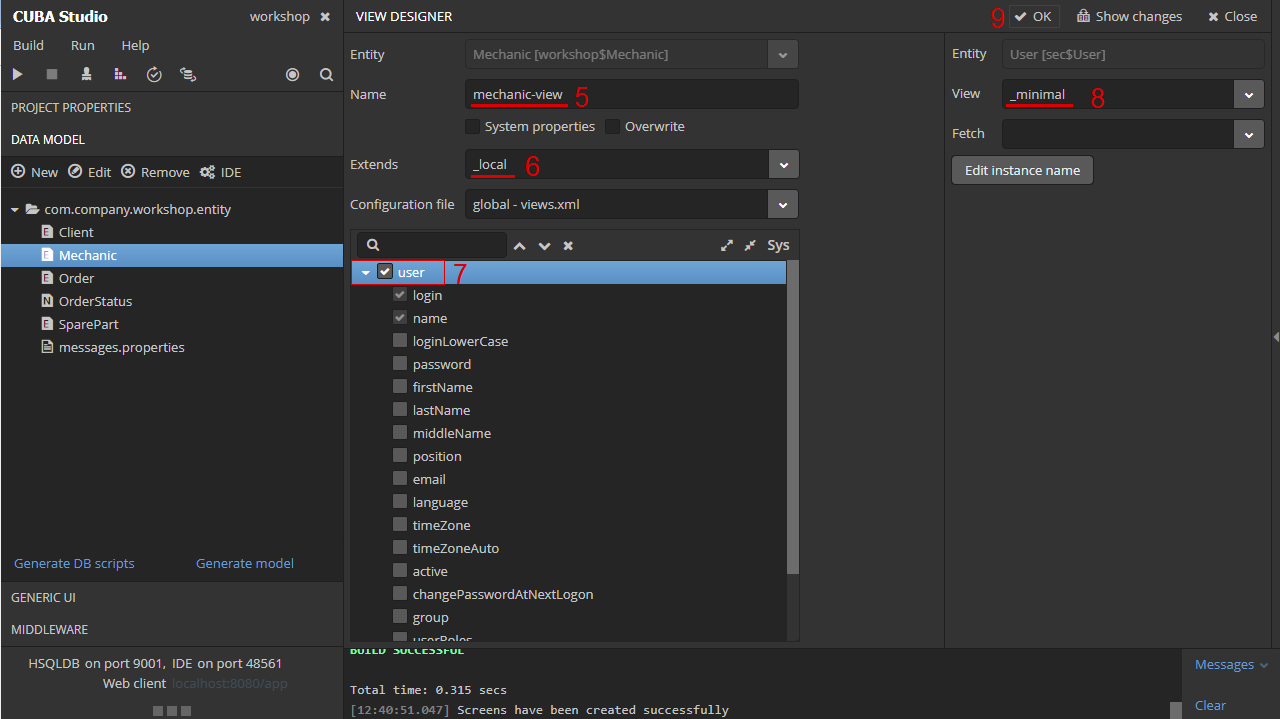 CUBA Studio
workshop
Build Run Help
PROJECT PROPERTIES
DATA MODEL
New Edit Remove IDE
com.company.workshop.entity
E Client
E Mechanic
E Order
N OrderStatus
E SparePart
messages.properties
Generate DB scripts Generate model
GENERIC UI
MIDDLEWARE
HSQLDB on port 9001, IDE on port 48561
Web client localhost:8080/app
VIEW DESIGNER
9 OK Show changes Close
Entity Mechanic [workshop$Mechanic]
Name mechanic-view 5
System properties Overwrite
Extends _local 6
Configuration file global - views.xml
Sys
user 7
login
name
loginLowerCase
password
firstName
lastName
middleName
position
email
language
timeZone
timeZoneAuto
active
changePasswordAtNextLogon
group
userRoles
Entity User [sec$User]
View _minimal 8
Fetch
Edit instance name
BUILD SUCCESSFUL
Total time: 0.315 secs
[12:40:51.047] Screens have been created successfully
Messages
Clear